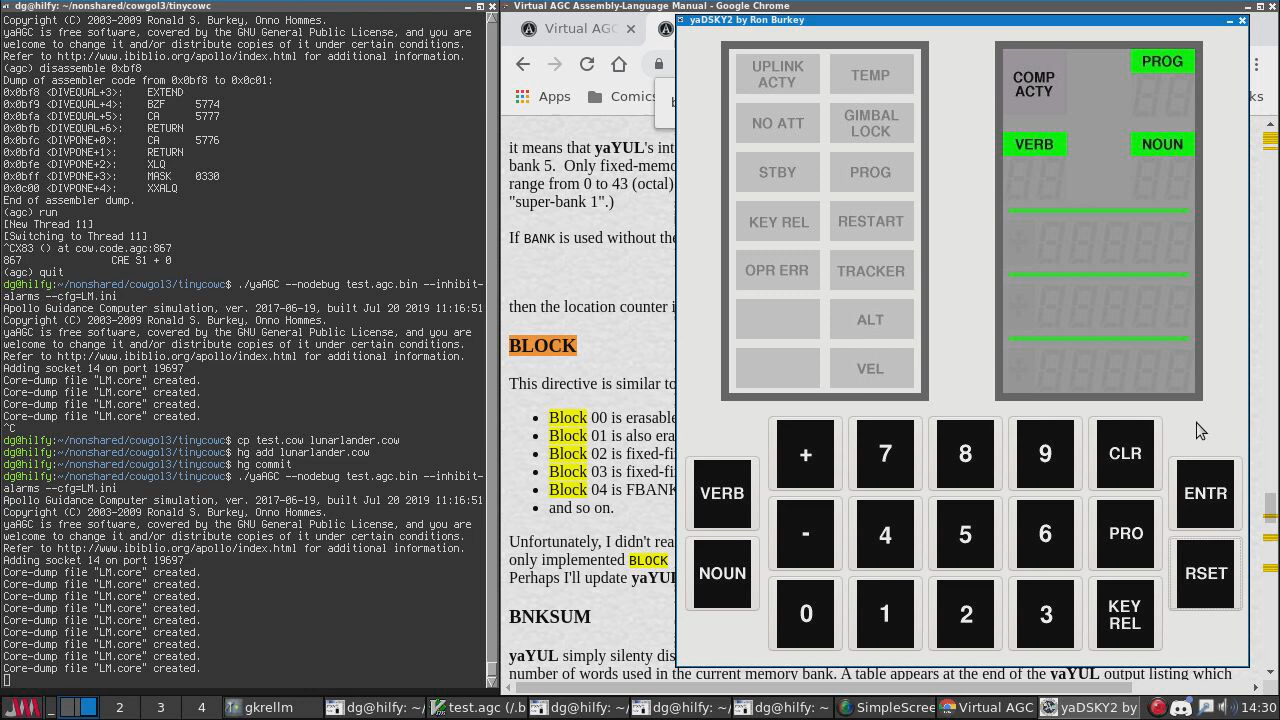 dg@hilfy: ~/nonshared/cowgol3/tinycowc
Copyright (C) 2003-2009 Ronald S. Burkey, Onno Hommes.
yaAGC is free software, covered by the GNU General Public License, and you are
welcome to change it and/or distribute copies of it under certain conditions.
Refer to http://www.ibiblio.org/apollo/index.html for additional information.
(agc) disassemble 0xbf8
Dump of assembler code from 0x0bf8 to 0x0c01:
0x0bf8 <DIVEQUAL+3>: EXTEND
0x0bf9 <DIVEQUAL+4>: BZF 5774
0x0bfa <DIVEQUAL+5>: CA 5777
0x0bfb <DIVEQUAL+6>: RETURN
0x0bfc <DIVPONE+0>: CA 5776
0x0bfd <DIVPONE+1>: RETURN
0x0bfe <DIVPONE+2>: XLQ
0x0bff <DIVPONE+3>: MASK 0330
0x0c00 <DIVPONE+4>: XXALQ
End of assembler dump.
(agc) run
[New Thread 11]
[Switching to Thread 11]
^CX83 () at cow.code.agc:867
867 CAE S1 + 0
(agc) quit
dg@hilfy:~/nonshared/cowgol3/tinycowc$ ./yaAGC --nodebug test.agc.bin --inhibit-
alarms --cfg=LM.ini
Apollo Guidance Computer simulation, ver. 2017-06-19, built Jul 20 2019 11:16:51
Copyright (C) 2003-2009 Ronald S. Burkey, Onno Hommes.
yaAGC is free software, covered by the GNU General Public License, and you are
welcome to change it and/or distribute copies of it under certain conditions.
Refer to http://www.ibiblio.org/apollo/index.html for additional information.
Adding socket 14 on port 19697
Core-dump file "LM.core" created.
Core-dump file "LM.core" created.
Core-dump file "LM.core" created.
Core-dump file "LM.core" created.
^C
dg@hilfy:~/nonshared/cowgol3/tinycowc$ cp test.cow lunarlander.cow
dg@hilfy:~/nonshared/cowgol3/tinycowc$ hg add lunarlander.cow
dg@hilfy:~/nonshared/cowgol3/tinycowc$ hg commit
dg@hilfy:~/nonshared/cowgol3/tinycowc$ ./yaAGC --nodebug test.agc.bin --inhibit-
alarms --cfg=LM.ini
Apollo Guidance Computer simulation, ver. 2017-06-19, built Jul 20 2019 11:16:51
Copyright (C) 2003-2009 Ronald S. Burkey, Onno Hommes.
yaAGC is free software, covered by the GNU General Public License, and you are
welcome to change it and/or distribute copies of it under certain conditions.
Refer to http://www.ibiblio.org/apollo/index.html for additional information.
Adding socket 14 on port 19697
Core-dump file "LM.core" created.
Core-dump file "LM.core" created.
Core-dump file "LM.core" created.
Core-dump file "LM.core" created.
Core-dump file "LM.core" created.
Core-dump file "LM.core" created.
Core-dump file "LM.core" created.
Core-dump file "LM.core" created.
Core-dump file "LM.core" created.
Virtual AGC Assembly-Language Manual - Google Chrome
Virtual AGC
Apps
Comics
it means that yaYUL's int
bank 5. Only fixed-memo
range from 0 to 43 (octal)
"super-bank 1".)
If BANK is used without the
then the location counter i
BLOCK
This directive is similar to
Block 00 is erasable
Block 01 is also era
Block 02 is fixed-fi
Block 03 is fixed-fi
Block 04 is FBANK
and so on.
Unfortunately, I didn't rea
only implemented BLOCK
Perhaps I'll update yaYUL
BNKSUM
yaYUL simply silenty dis
number of words used in the current memory bank. A table appears at the end of the yaYUL output listing which
ks
yaDSKY2 by Ron Burkey
UPLINK
ACTY
TEMP
NO ATT
GIMBAL
LOCK
STBY
PROG
KEY REL
RESTART
OPR ERR
TRACKER
ALT
VEL
COMP
ACTY
PROG
VERB
NOUN
+
7
8
9
CLR
VERB
ENTR
-
4
5
6
PRO
NOUN
RSET
0
1
2
3
KEY
REL
2
3
4
gkrellm
dg@hilfy: ~
test.agc (/.b
dg@hilfy: ~/
dg@hilfy: ~/
dg@hilfy: ~
SimpleScree
Virtual AGC
yaDSKY2 by
14:30